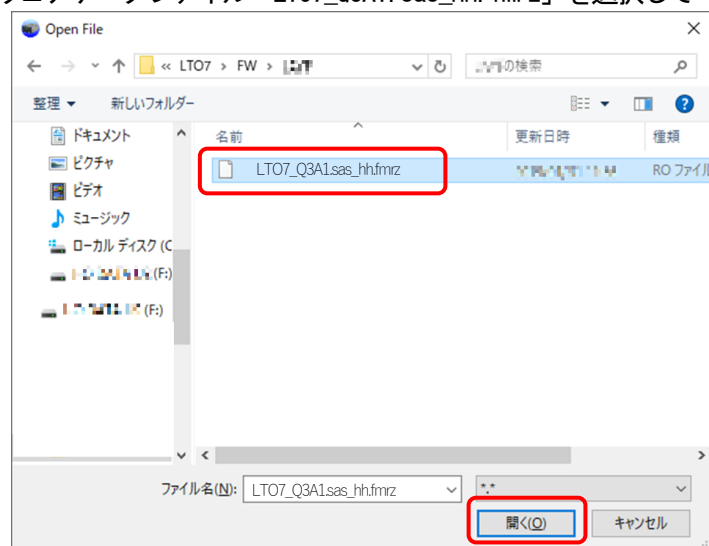 Open File
« LTO7 › FW ›
の検索
整理 新しいフォルダー
ドキュメント
ピクチャ
ビデオ
ミュージック
ローカル ディスク (C
(F:)
(F:)
名前 更新日時 種類
LTO7_Q3A1.sas_hh.fmrz RO ファイル
ファイル名(N): LTO7_Q3A1.sas_hh.fmrz *.*
開く(O) キャンセル